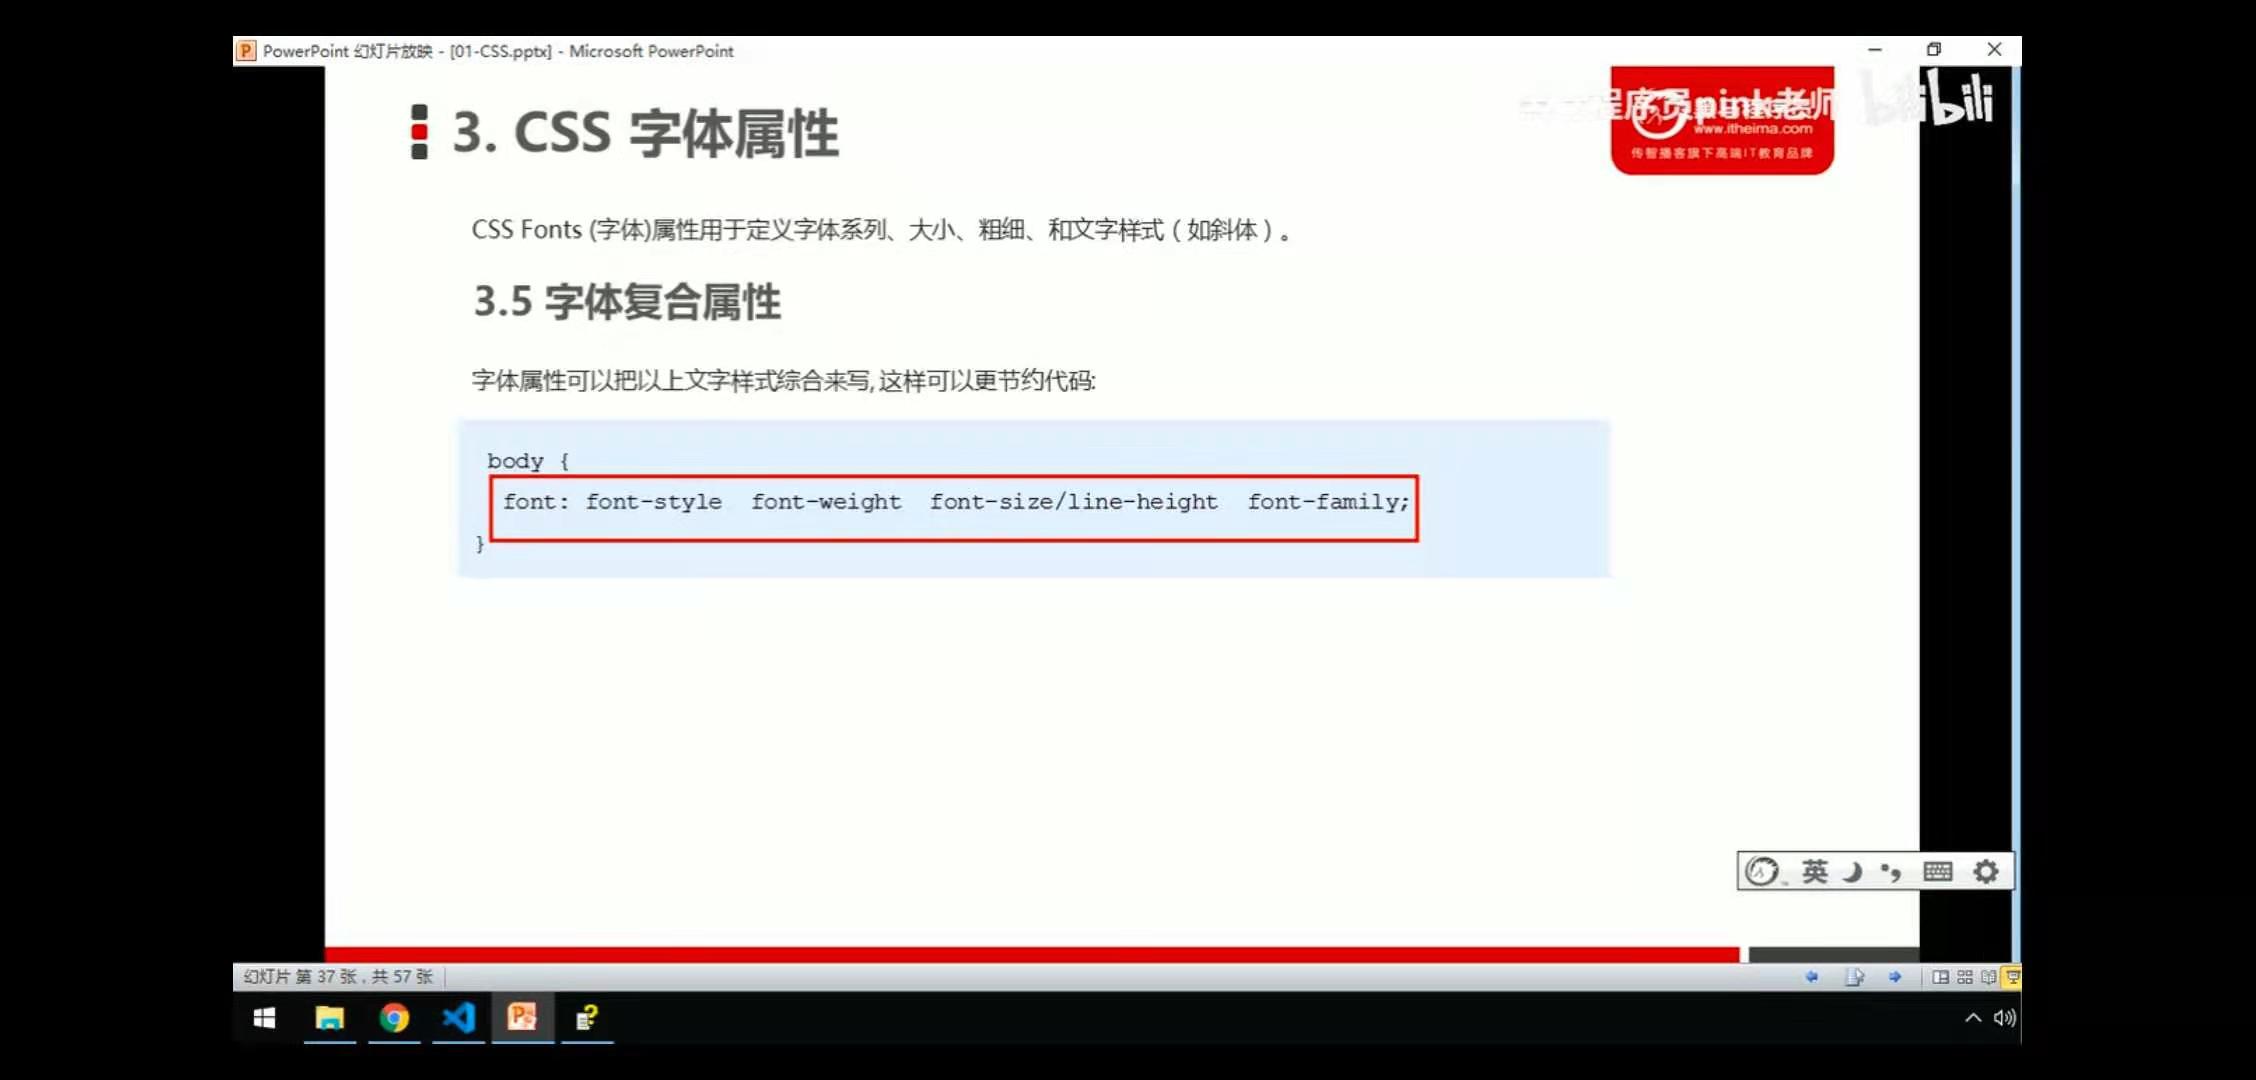 PowerPoint 幻灯片放映 - [01-CSS.pptx] - Microsoft PowerPoint
程序员pink老师
bilibili
www.itheima.com
传智播客旗下高端IT教育品牌
3. CSS 字体属性
CSS Fonts (字体)属性用于定义字体系列、大小、粗细、和文字样式（如斜体）。
3.5 字体复合属性
字体属性可以把以上文字样式综合来写, 这样可以更节约代码:
body {
font: font-style font-weight font-size/line-height font-family;
}
英
幻灯片 第 37 张，共 57 张